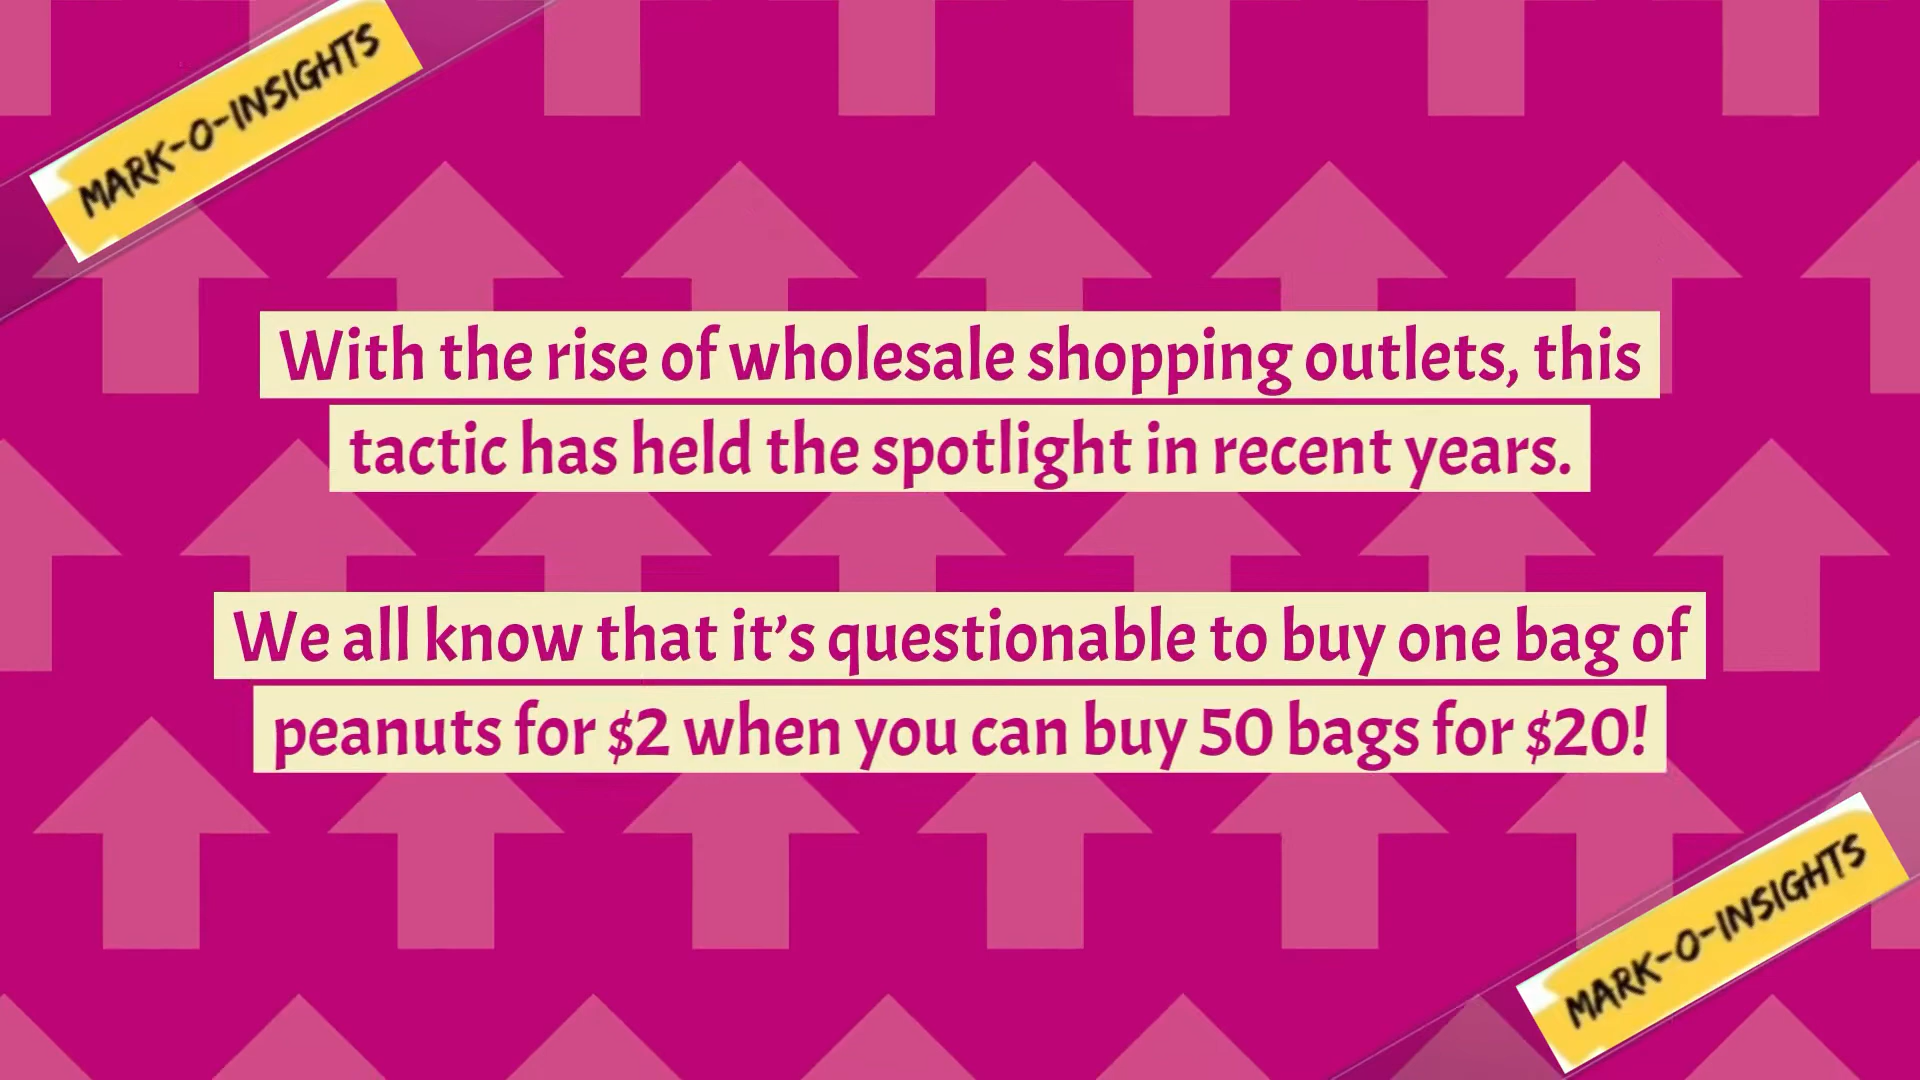 MARK-O-INSIGHTS
With the rise of wholesale shopping outlets, this
tactic has held the spotlight in recent years.
We all know that it's questionable to buy one bag of
peanuts for $2 when you can buy 50 bags for $20!
MARK-O-INSIGHTS